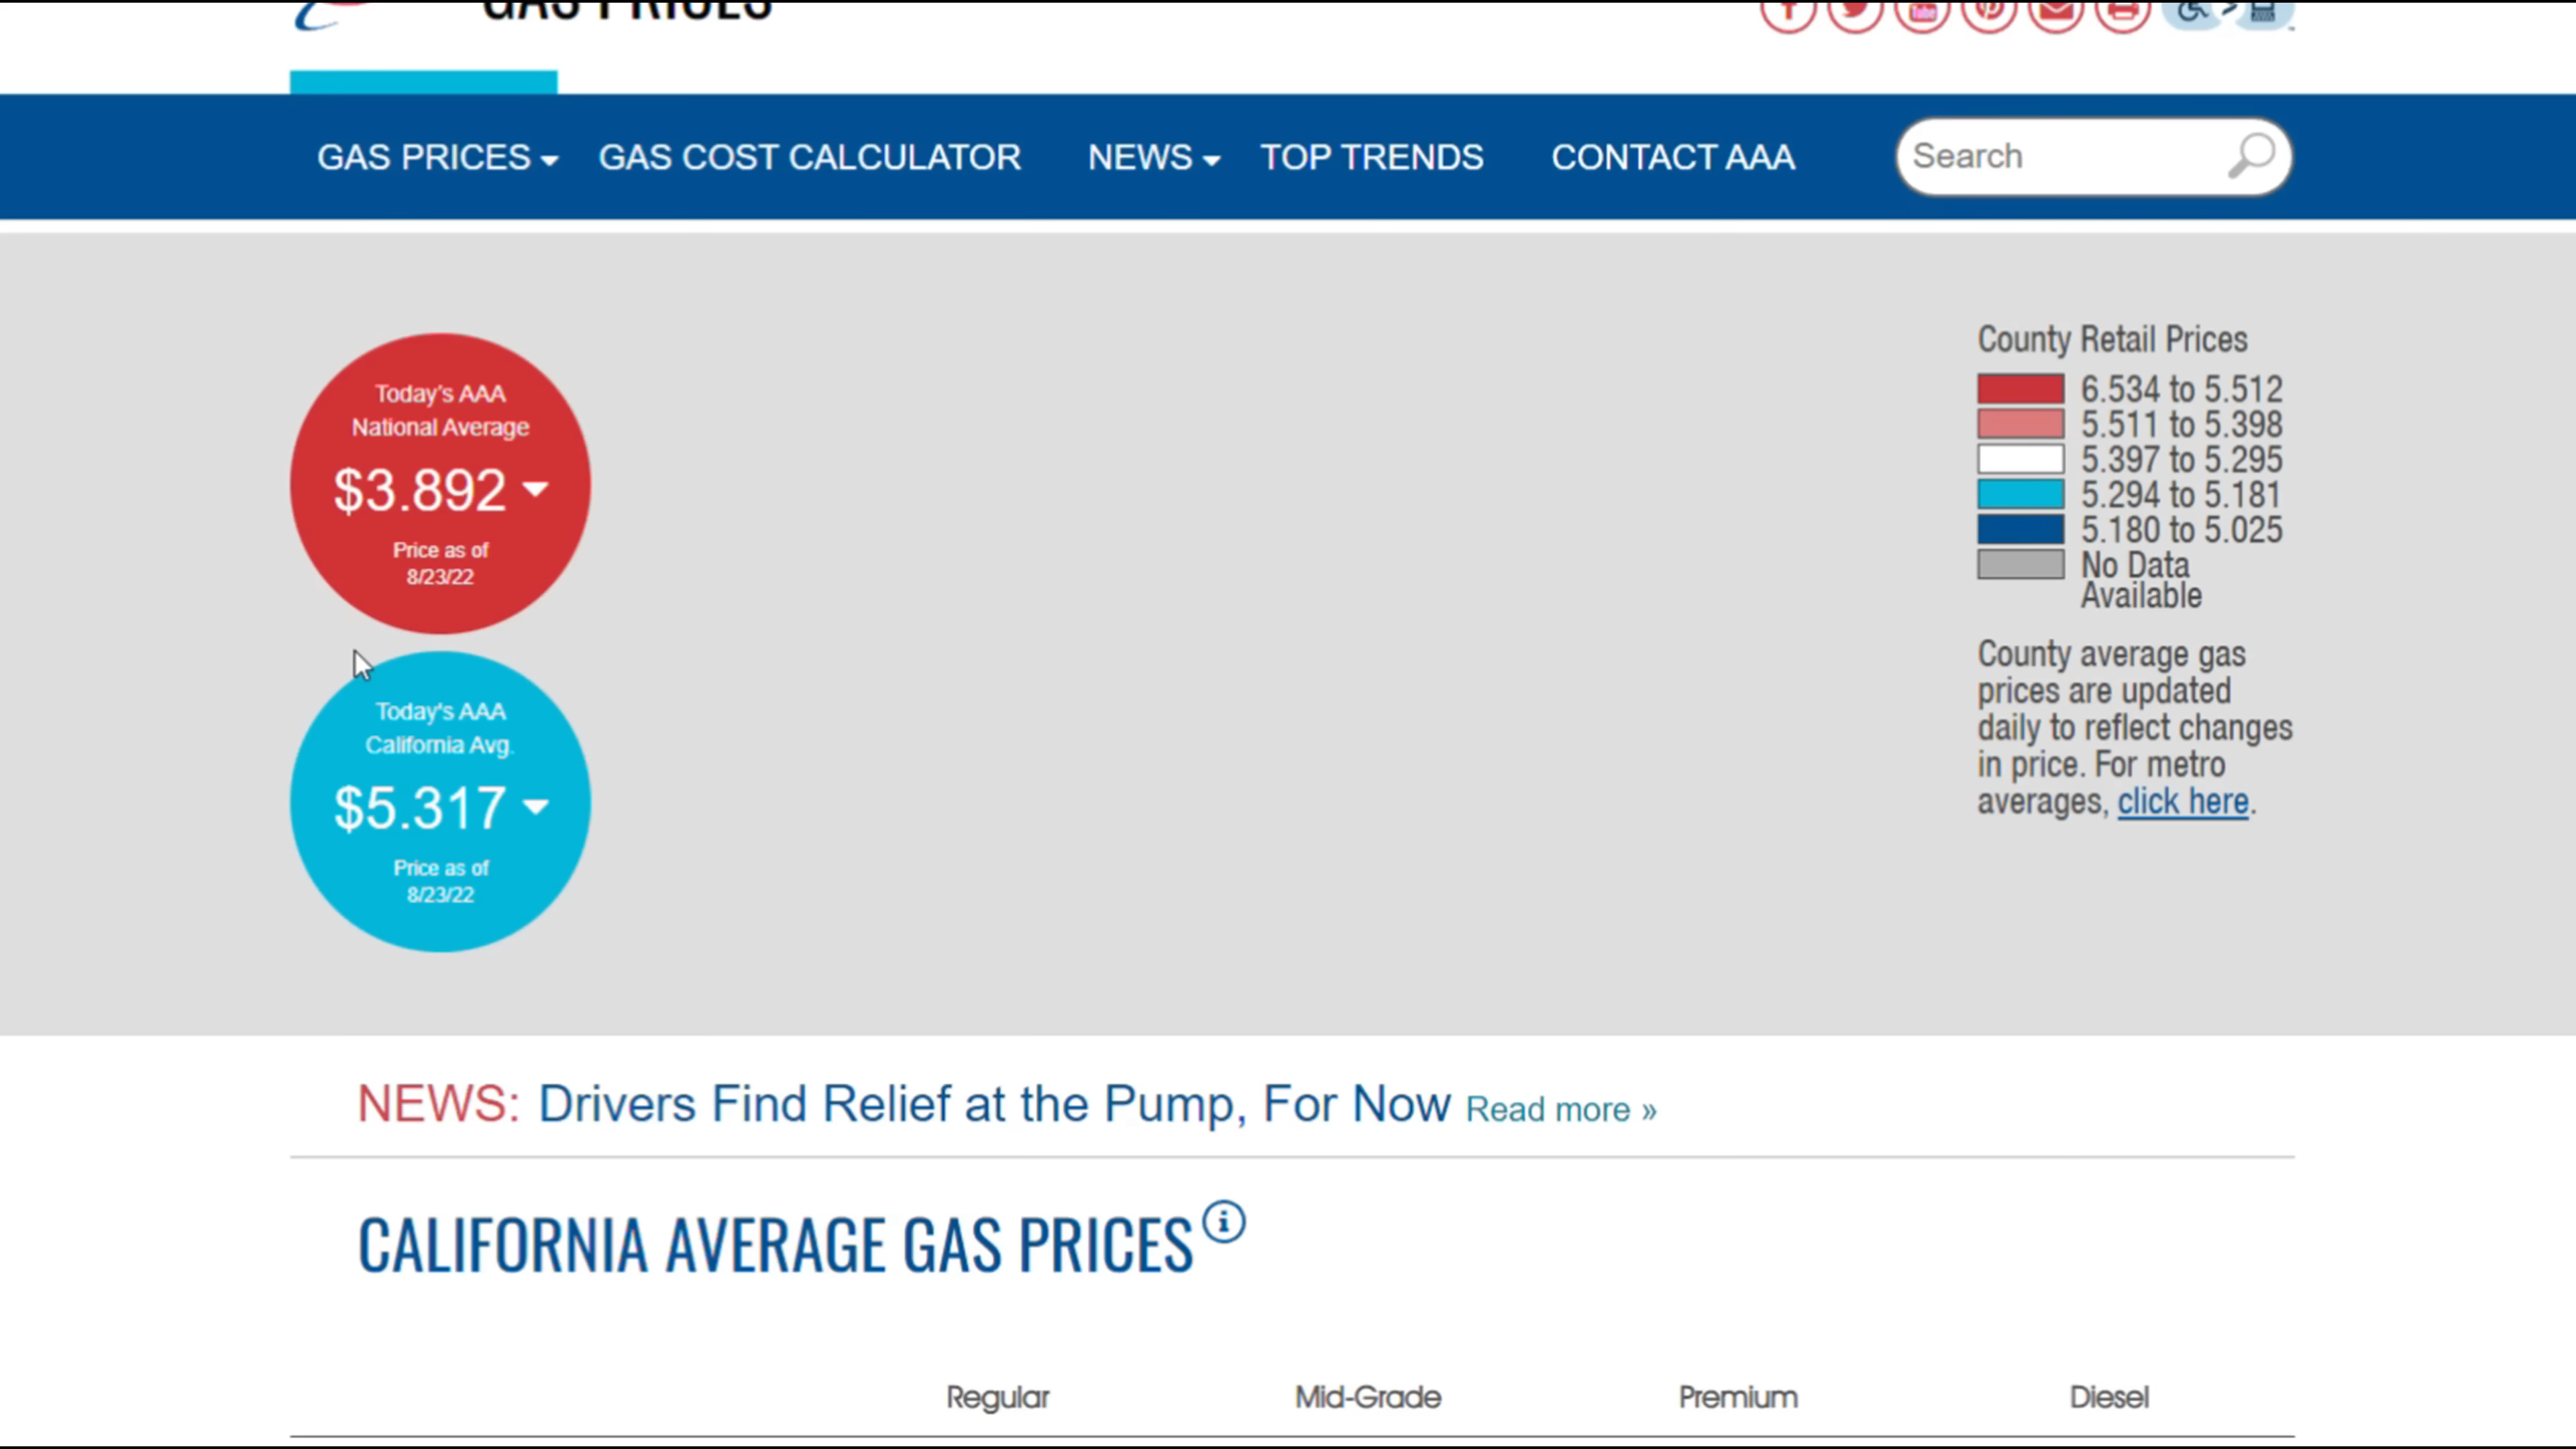 GAS PRICES
GAS PRICES
GAS COST CALCULATOR
NEWS
TOP TRENDS
CONTACT AAA
Search
Today's AAA
National Average
$3.892
Price as of
8/23/22
Today's AAA
California Avg.
$5.317
Price as of
8/23/22
County Retail Prices
6.534 to 5.512
5.511 to 5.398
5.397 to 5.295
5.294 to 5.181
5.180 to 5.025
No Data
Available
County average gas
prices are updated
daily to reflect changes
in price. For metro
averages, click here.
NEWS: Drivers Find Relief at the Pump, For Now Read more »
CALIFORNIA AVERAGE GAS PRICES
Regular Mid-Grade Premium Diesel